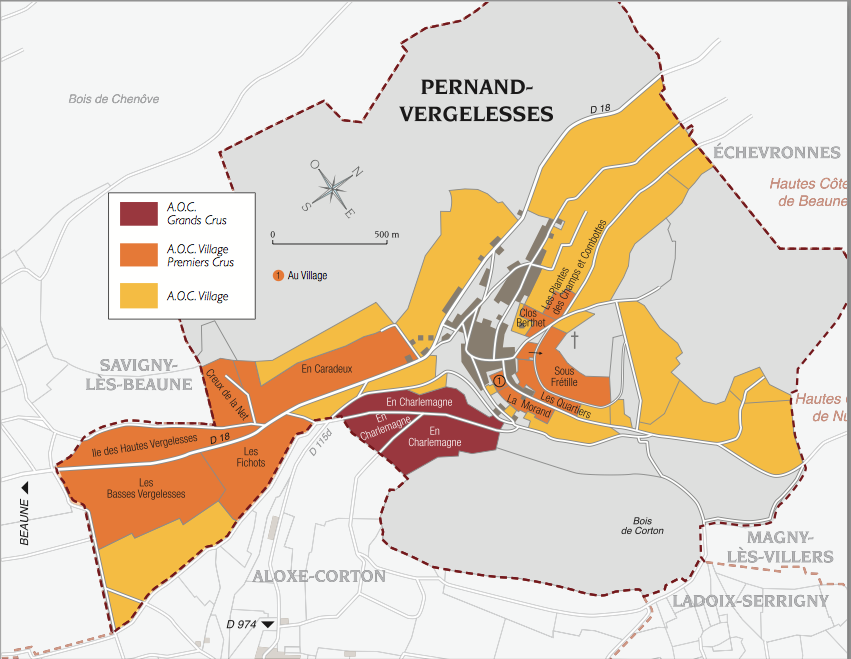 PERNAND-
VERGELESSES
D 18
Bois de Chenôve
ÉCHEVRONNES
Hautes Côte
de Beaune
O
N
S
E
A.O.C.
Grands Crus
A.O.C. Village
Premiers Crus
A.O.C. Village
0
500 m
1 Au Village
Les Plantes
des Champs et Combottes
Clos
Berthet
Sous
Frétille
1
La Morand
Les Quartiers
SAVIGNY-
LÈS-BEAUNE
En Caradeux
Creux de la Net
En Charlemagne
En
Charlemagne
En
Charlemagne
Hautes C
de Nu
Ile des Hautes Vergelesses
D 18
D 115d
Les
Fichots
Les
Basses Vergelesses
BEAUNE
Bois
de Corton
MAGNY-
LÈS-VILLERS
ALOXE-CORTON
LADOIX-SERRIGNY
D 974